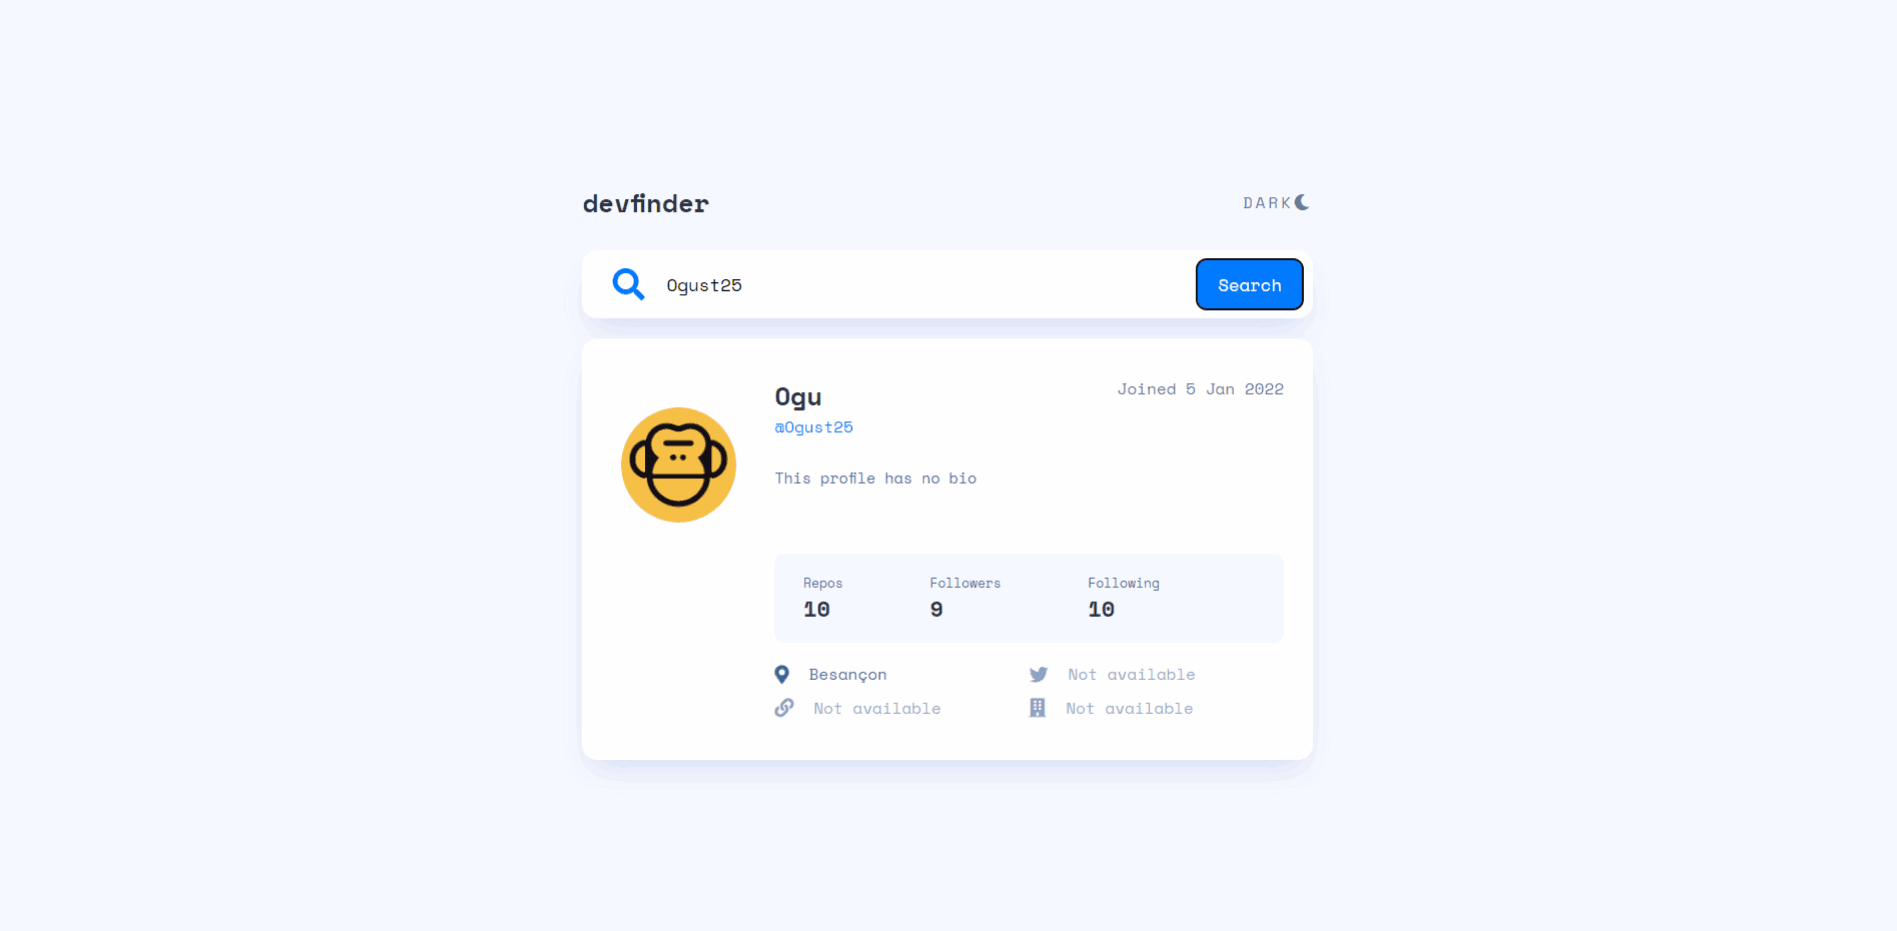 devfinder
DARK
Ogust25
Search
Ogu
Joined 5 Jan 2022
@Ogust25
This profile has no bio
Repos Followers Following
10 9 10
Besançon Not available
Not available Not available